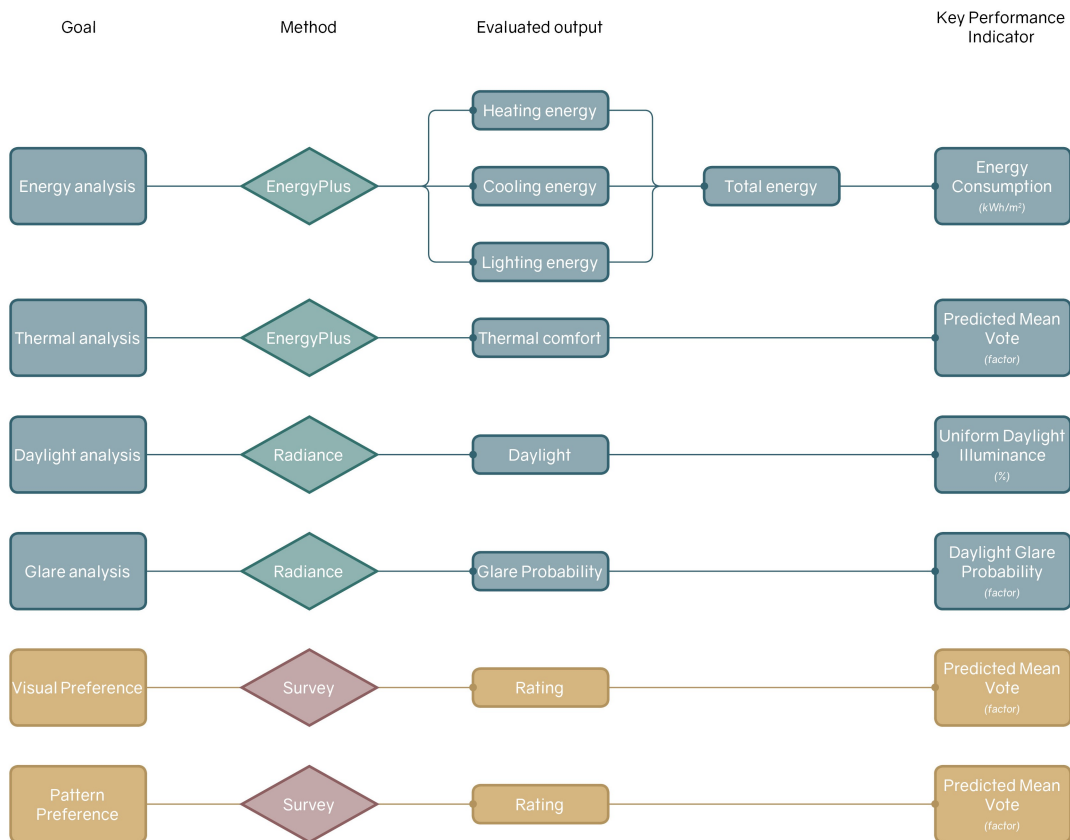 Goal
Method
Evaluated output
Key Performance
Indicator
Energy analysis
EnergyPlus
Heating energy
Cooling energy
Lighting energy
Total energy
Energy
Consumption
(kWh/m²)
Thermal analysis
EnergyPlus
Thermal comfort
Predicted Mean
Vote
(factor)
Daylight analysis
Radiance
Daylight
Uniform Daylight
Illuminance
(%)
Glare analysis
Radiance
Glare Probability
Daylight Glare
Probability
(factor)
Visual Preference
Survey
Rating
Predicted Mean
Vote
(factor)
Pattern
Preference
Survey
Rating
Predicted Mean
Vote
(factor)